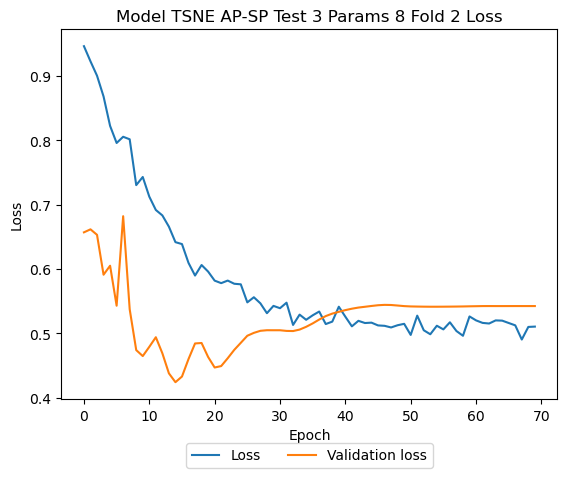 Model TSNE AP-SP Test 3 Params 8 Fold 2 Loss
0.9
0.8
0.7
0.6
0.5
0.4
Loss
0 10 20 30 40 50 60 70
Epoch
Loss Validation loss